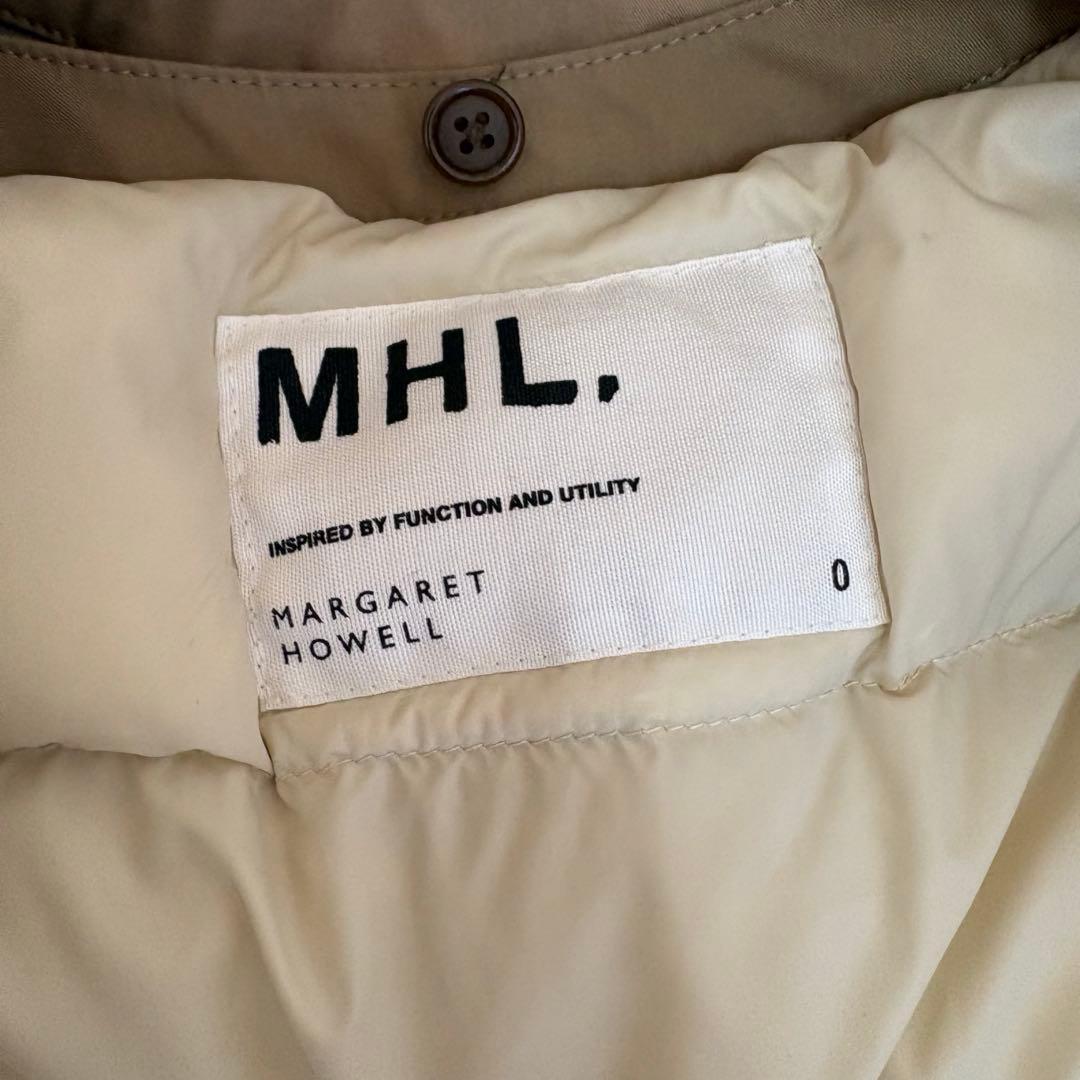 MHL.
INSPIRED BY FUNCTION AND UTILITY
MARGARET
HOWELL
0